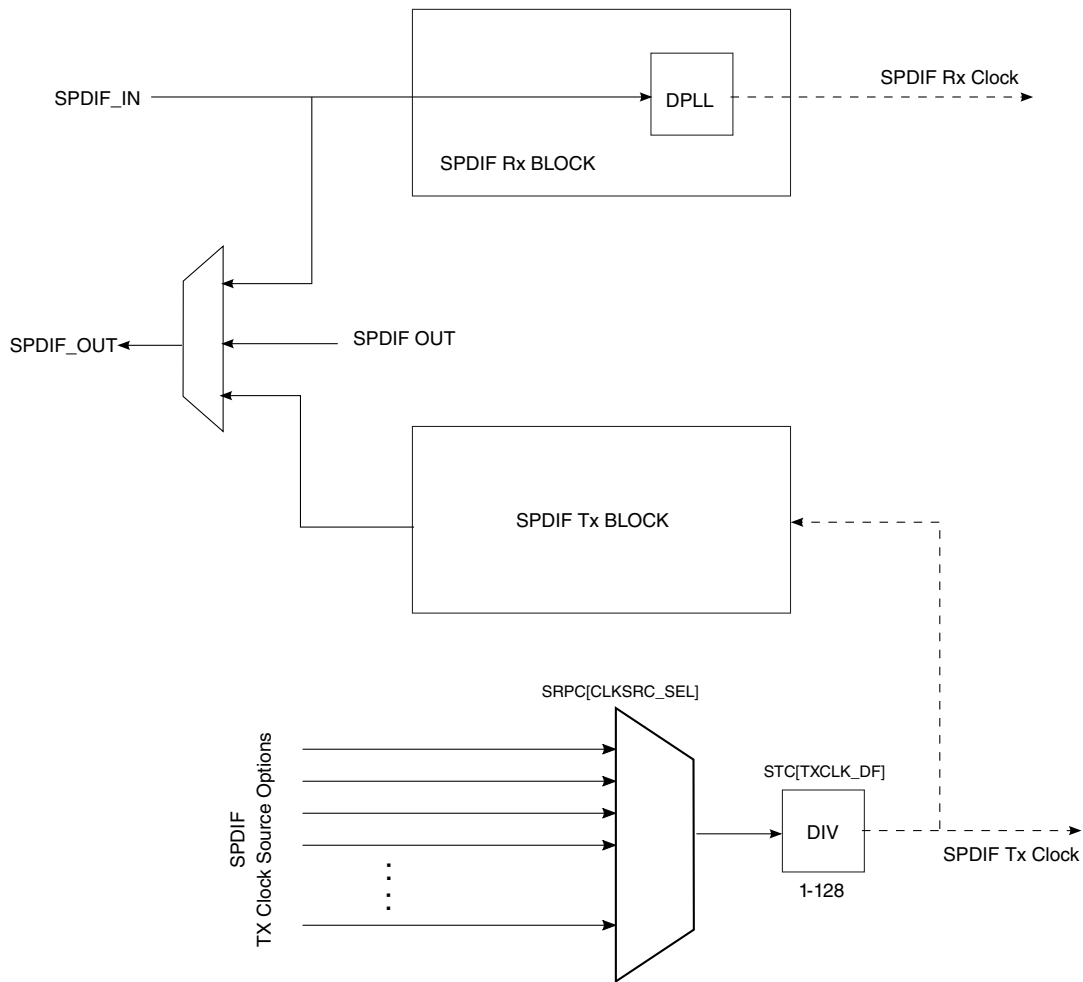 SPDIF_IN
DPLL
SPDIF Rx Clock
SPDIF Rx BLOCK
SPDIF_OUT
SPDIF OUT
SPDIF Tx BLOCK
SRPC[CLKSRC_SEL]
SPDIF
TX Clock Source Options
STC[TXCLK_DF]
DIV
1-128
SPDIF Tx Clock